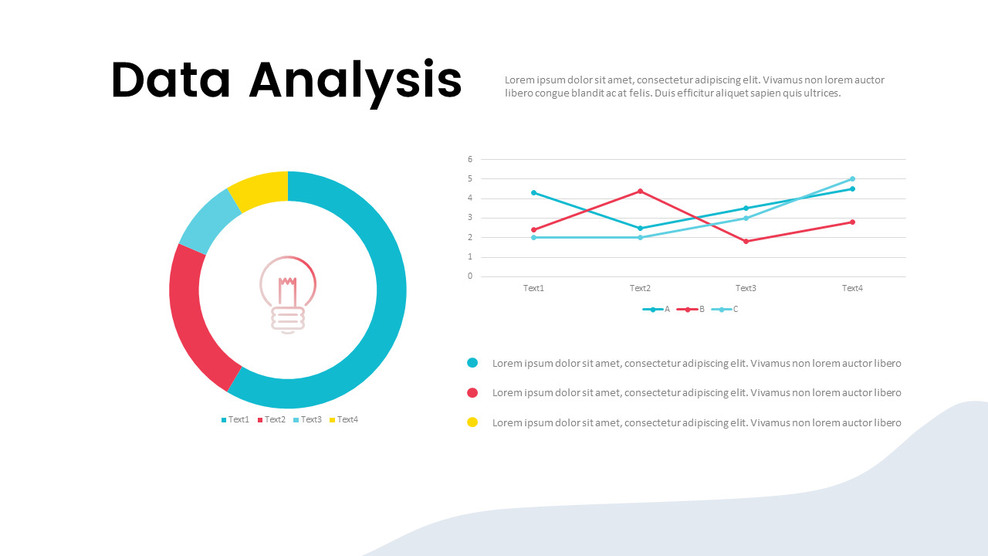 Data Analysis
Lorem ipsum dolor sit amet, consectetur adipiscing elit. Vivamus non lorem auctor
libero congue blandit ac at felis. Duis efficitur aliquet sapien quis ultrices.
6
5
4
3
2
1
0
Text1 Text2 Text3 Text4
A B C
Text1 Text2 Text3 Text4
Lorem ipsum dolor sit amet, consectetur adipiscing elit. Vivamus non lorem auctor libero
Lorem ipsum dolor sit amet, consectetur adipiscing elit. Vivamus non lorem auctor libero
Lorem ipsum dolor sit amet, consectetur adipiscing elit. Vivamus non lorem auctor libero